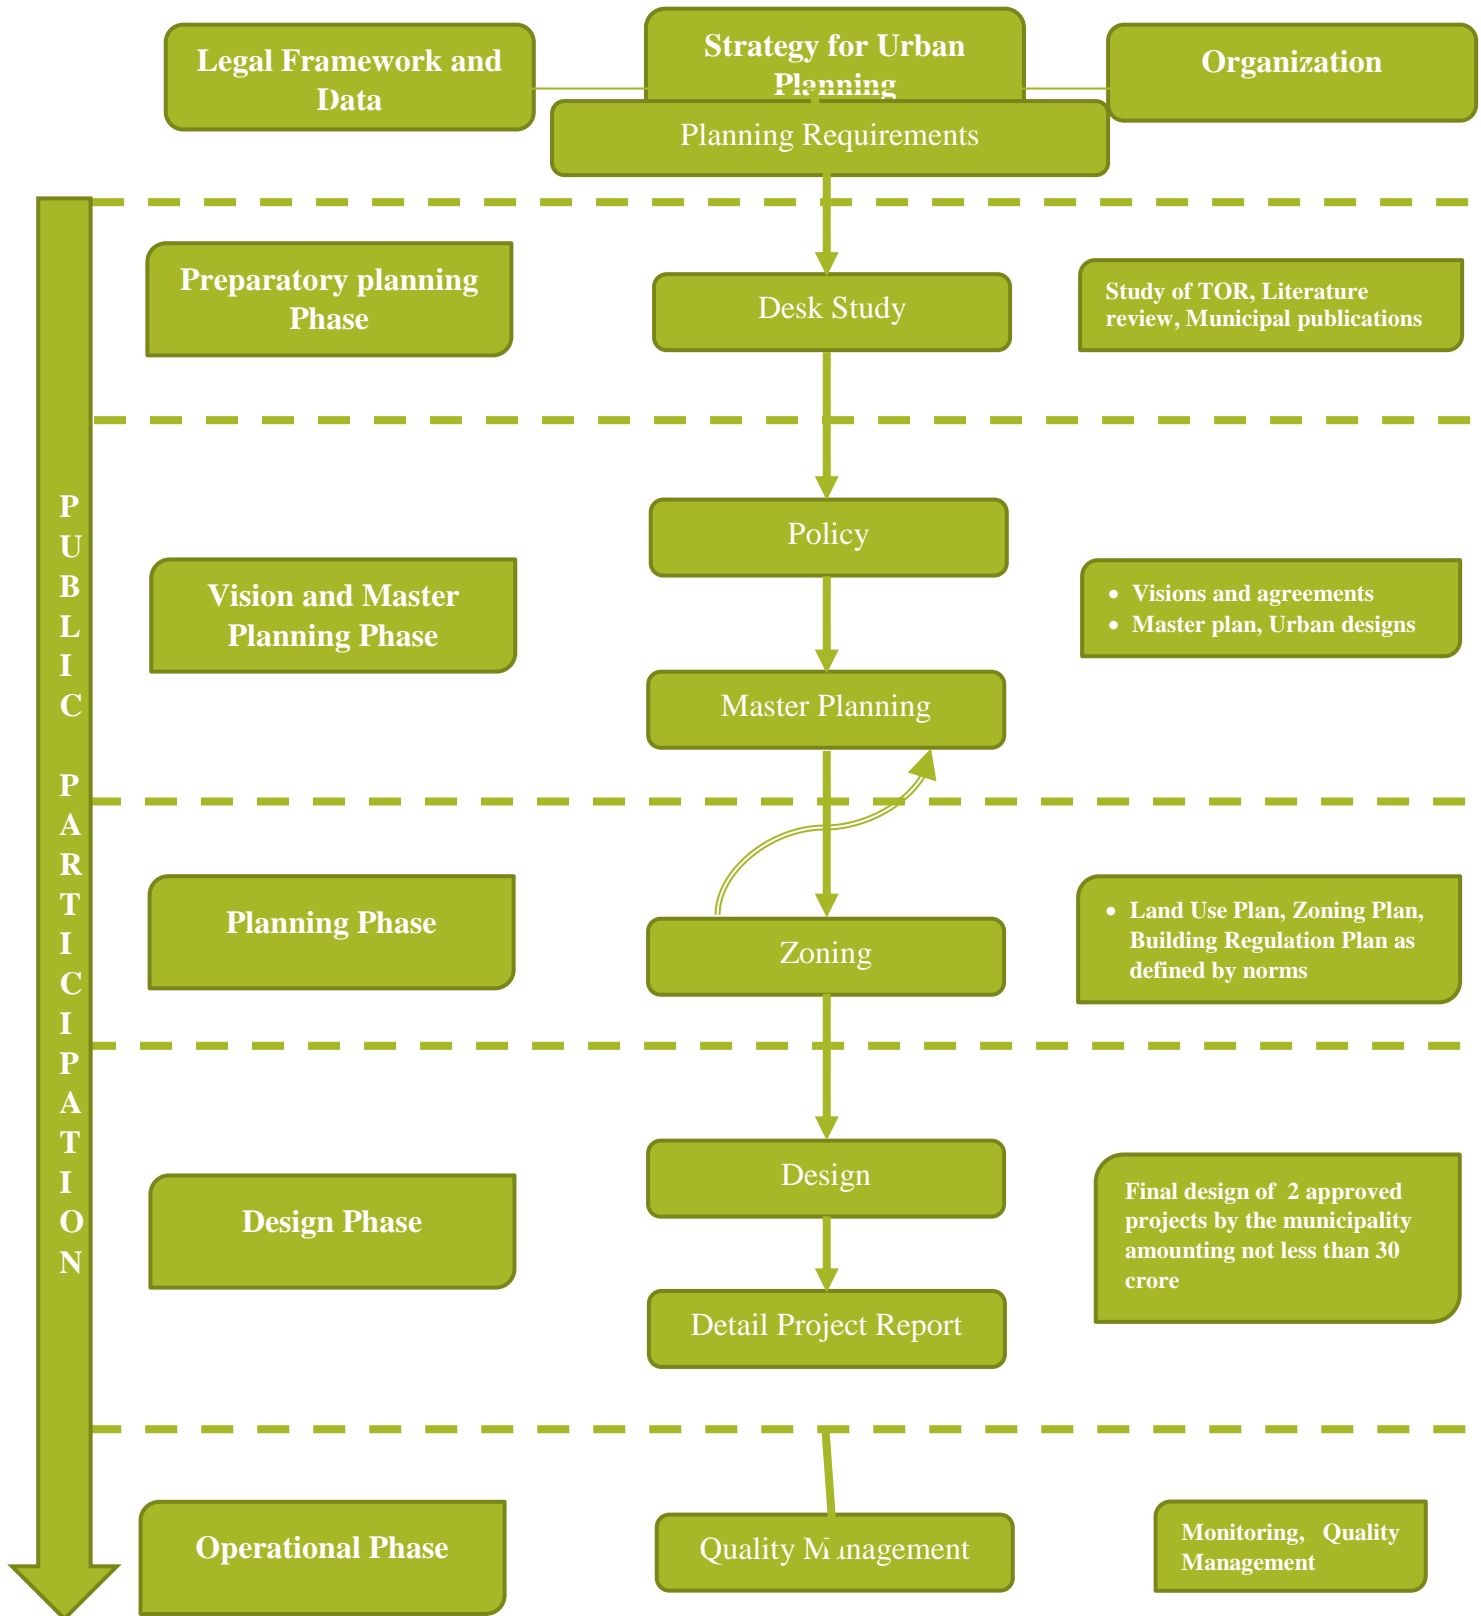 Legal Framework and
Data
Strategy for Urban
Planning
Organization
Planning Requirements
Preparatory planning
Phase
Desk Study
Study of TOR, Literature
review, Municipal publications
PUBLIC PARTICIPATION
Policy
Vision and Master
Planning Phase
• Visions and agreements
• Master plan, Urban designs
Master Planning
Planning Phase
Zoning
• Land Use Plan, Zoning Plan,
Building Regulation Plan as
defined by norms
Design
Design Phase
Final design of 2 approved
projects by the municipality
amounting not less than 30
crore
Detail Project Report
Operational Phase
Quality Management
Monitoring, Quality
Management